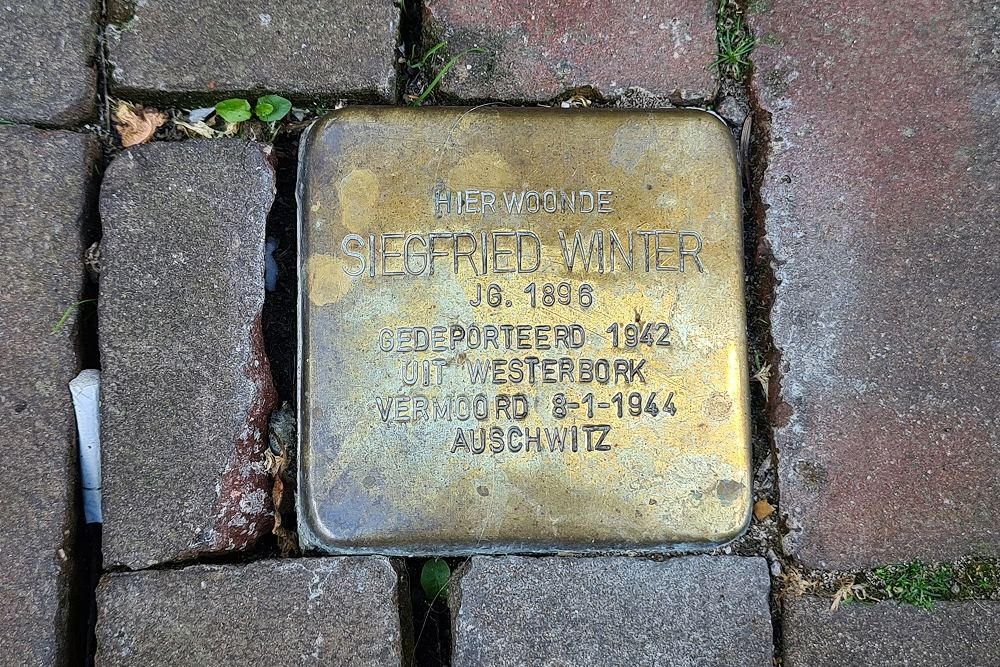 HIER WOONDE
SIEGFRIED WINTER
JG. 1896
GEDEPORTEERD 1942
UIT WESTERBORK
VERMOORD 8-1-1944
AUSCHWITZ